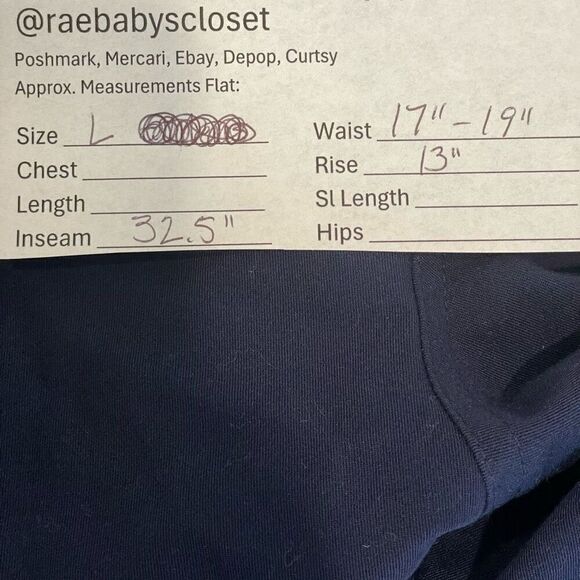 @raebabyscloset
Poshmark, Mercari, Ebay, Depop, Curtsy
Approx. Measurements Flat:
Size L Waist 17" - 19"
Chest Rise 13"
Length Sl Length
Inseam 32.5" Hips